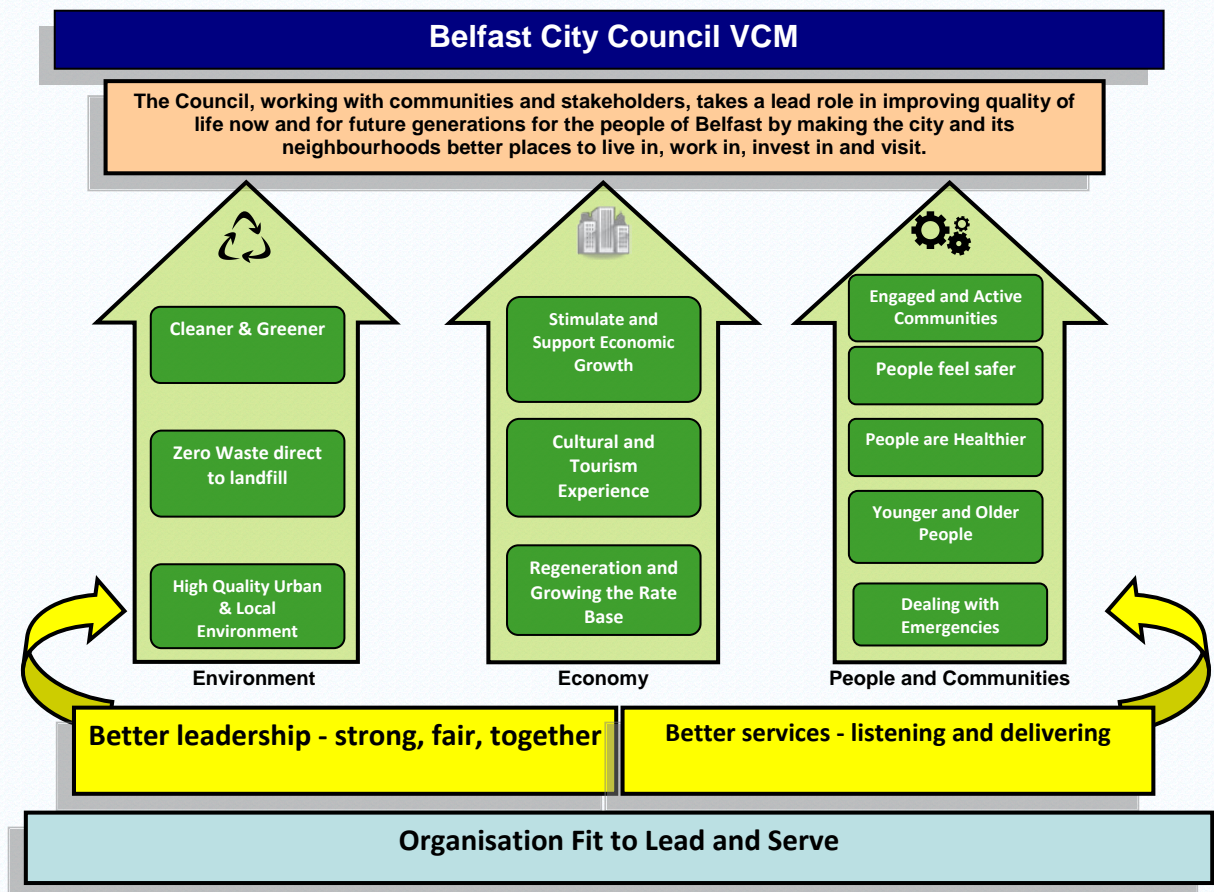 Belfast City Council VCM
The Council, working with communities and stakeholders, takes a lead role in improving quality of
life now and for future generations for the people of Belfast by making the city and its
neighbourhoods better places to live in, work in, invest in and visit.
Cleaner & Greener
Zero Waste direct
to landfill
High Quality Urban
& Local
Environment
Environment
Stimulate and
Support Economic
Growth
Cultural and
Tourism
Experience
Regeneration and
Growing the Rate
Base
Economy
Engaged and Active
Communities
People feel safer
People are Healthier
Younger and Older
People
Dealing with
Emergencies
People and Communities
Better leadership - strong, fair, together
Better services - listening and delivering
Organisation Fit to Lead and Serve